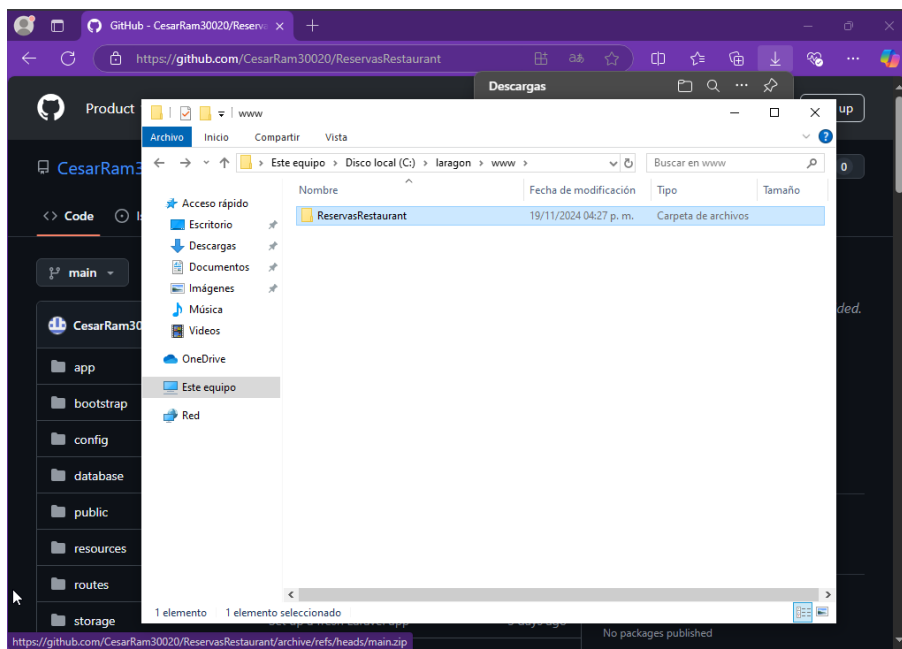 GitHub - CesarRam30020/Reserva
https://github.com/CesarRam30020/ReservasRestaurant
Descargas
Product
up
www
Archivo Inicio Compartir Vista
Este equipo > Disco local (C:) > laragon > www >
Buscar en www
CesarRam3
0
Nombre Fecha de modificación Tipo Tamaño
Acceso rápido
ReservasRestaurant 19/11/2024 04:27 p. m. Carpeta de archivos
<> Code
Escritorio
Descargas
Documentos
main
Imágenes
Música
ded.
CesarRam30
Videos
OneDrive
app
Este equipo
bootstrap
Red
config
database
public
resources
routes
1 elemento 1 elemento seleccionado
storage
No packages published
https://github.com/CesarRam30020/ReservasRestaurant/archive/refs/heads/main.zip